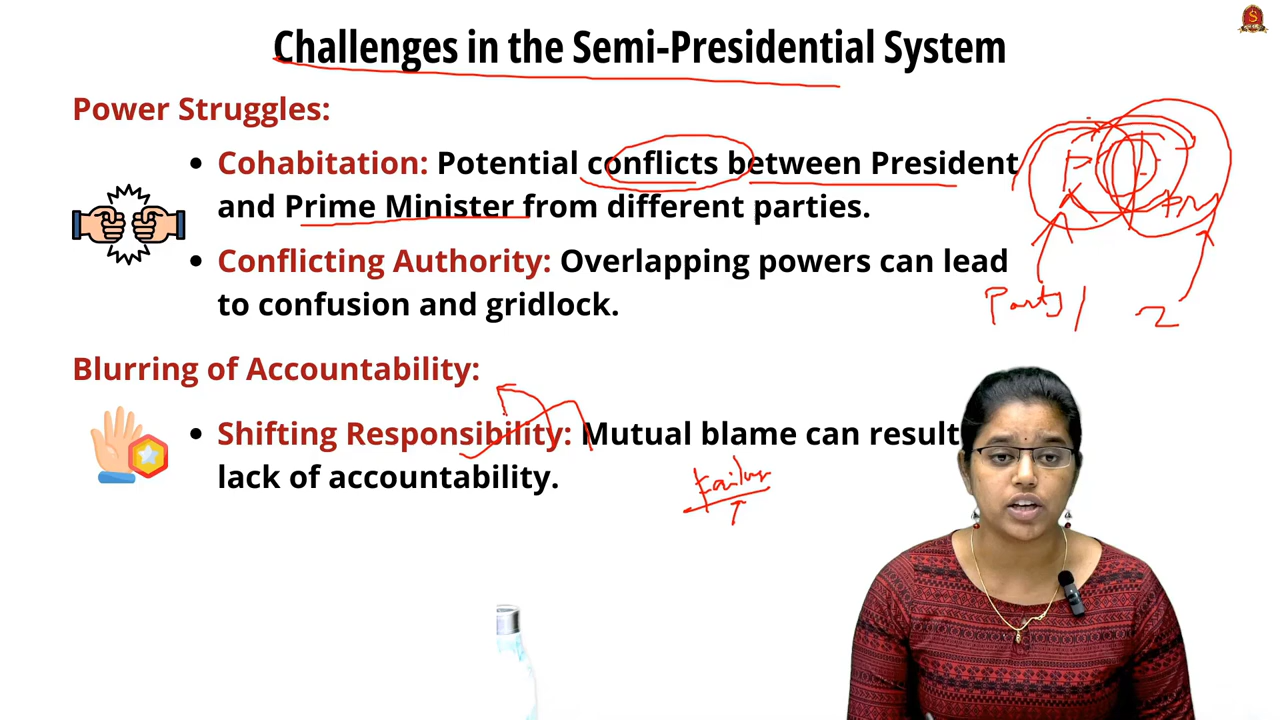 Challenges in the Semi-Presidential System
Power Struggles:
• Cohabitation: Potential conflicts between President
and Prime Minister from different parties.
• Conflicting Authority: Overlapping powers can lead
to confusion and gridlock.
P
PM
Party 1
2
Blurring of Accountability:
• Shifting Responsibility: Mutual blame can result
lack of accountability.
Failure